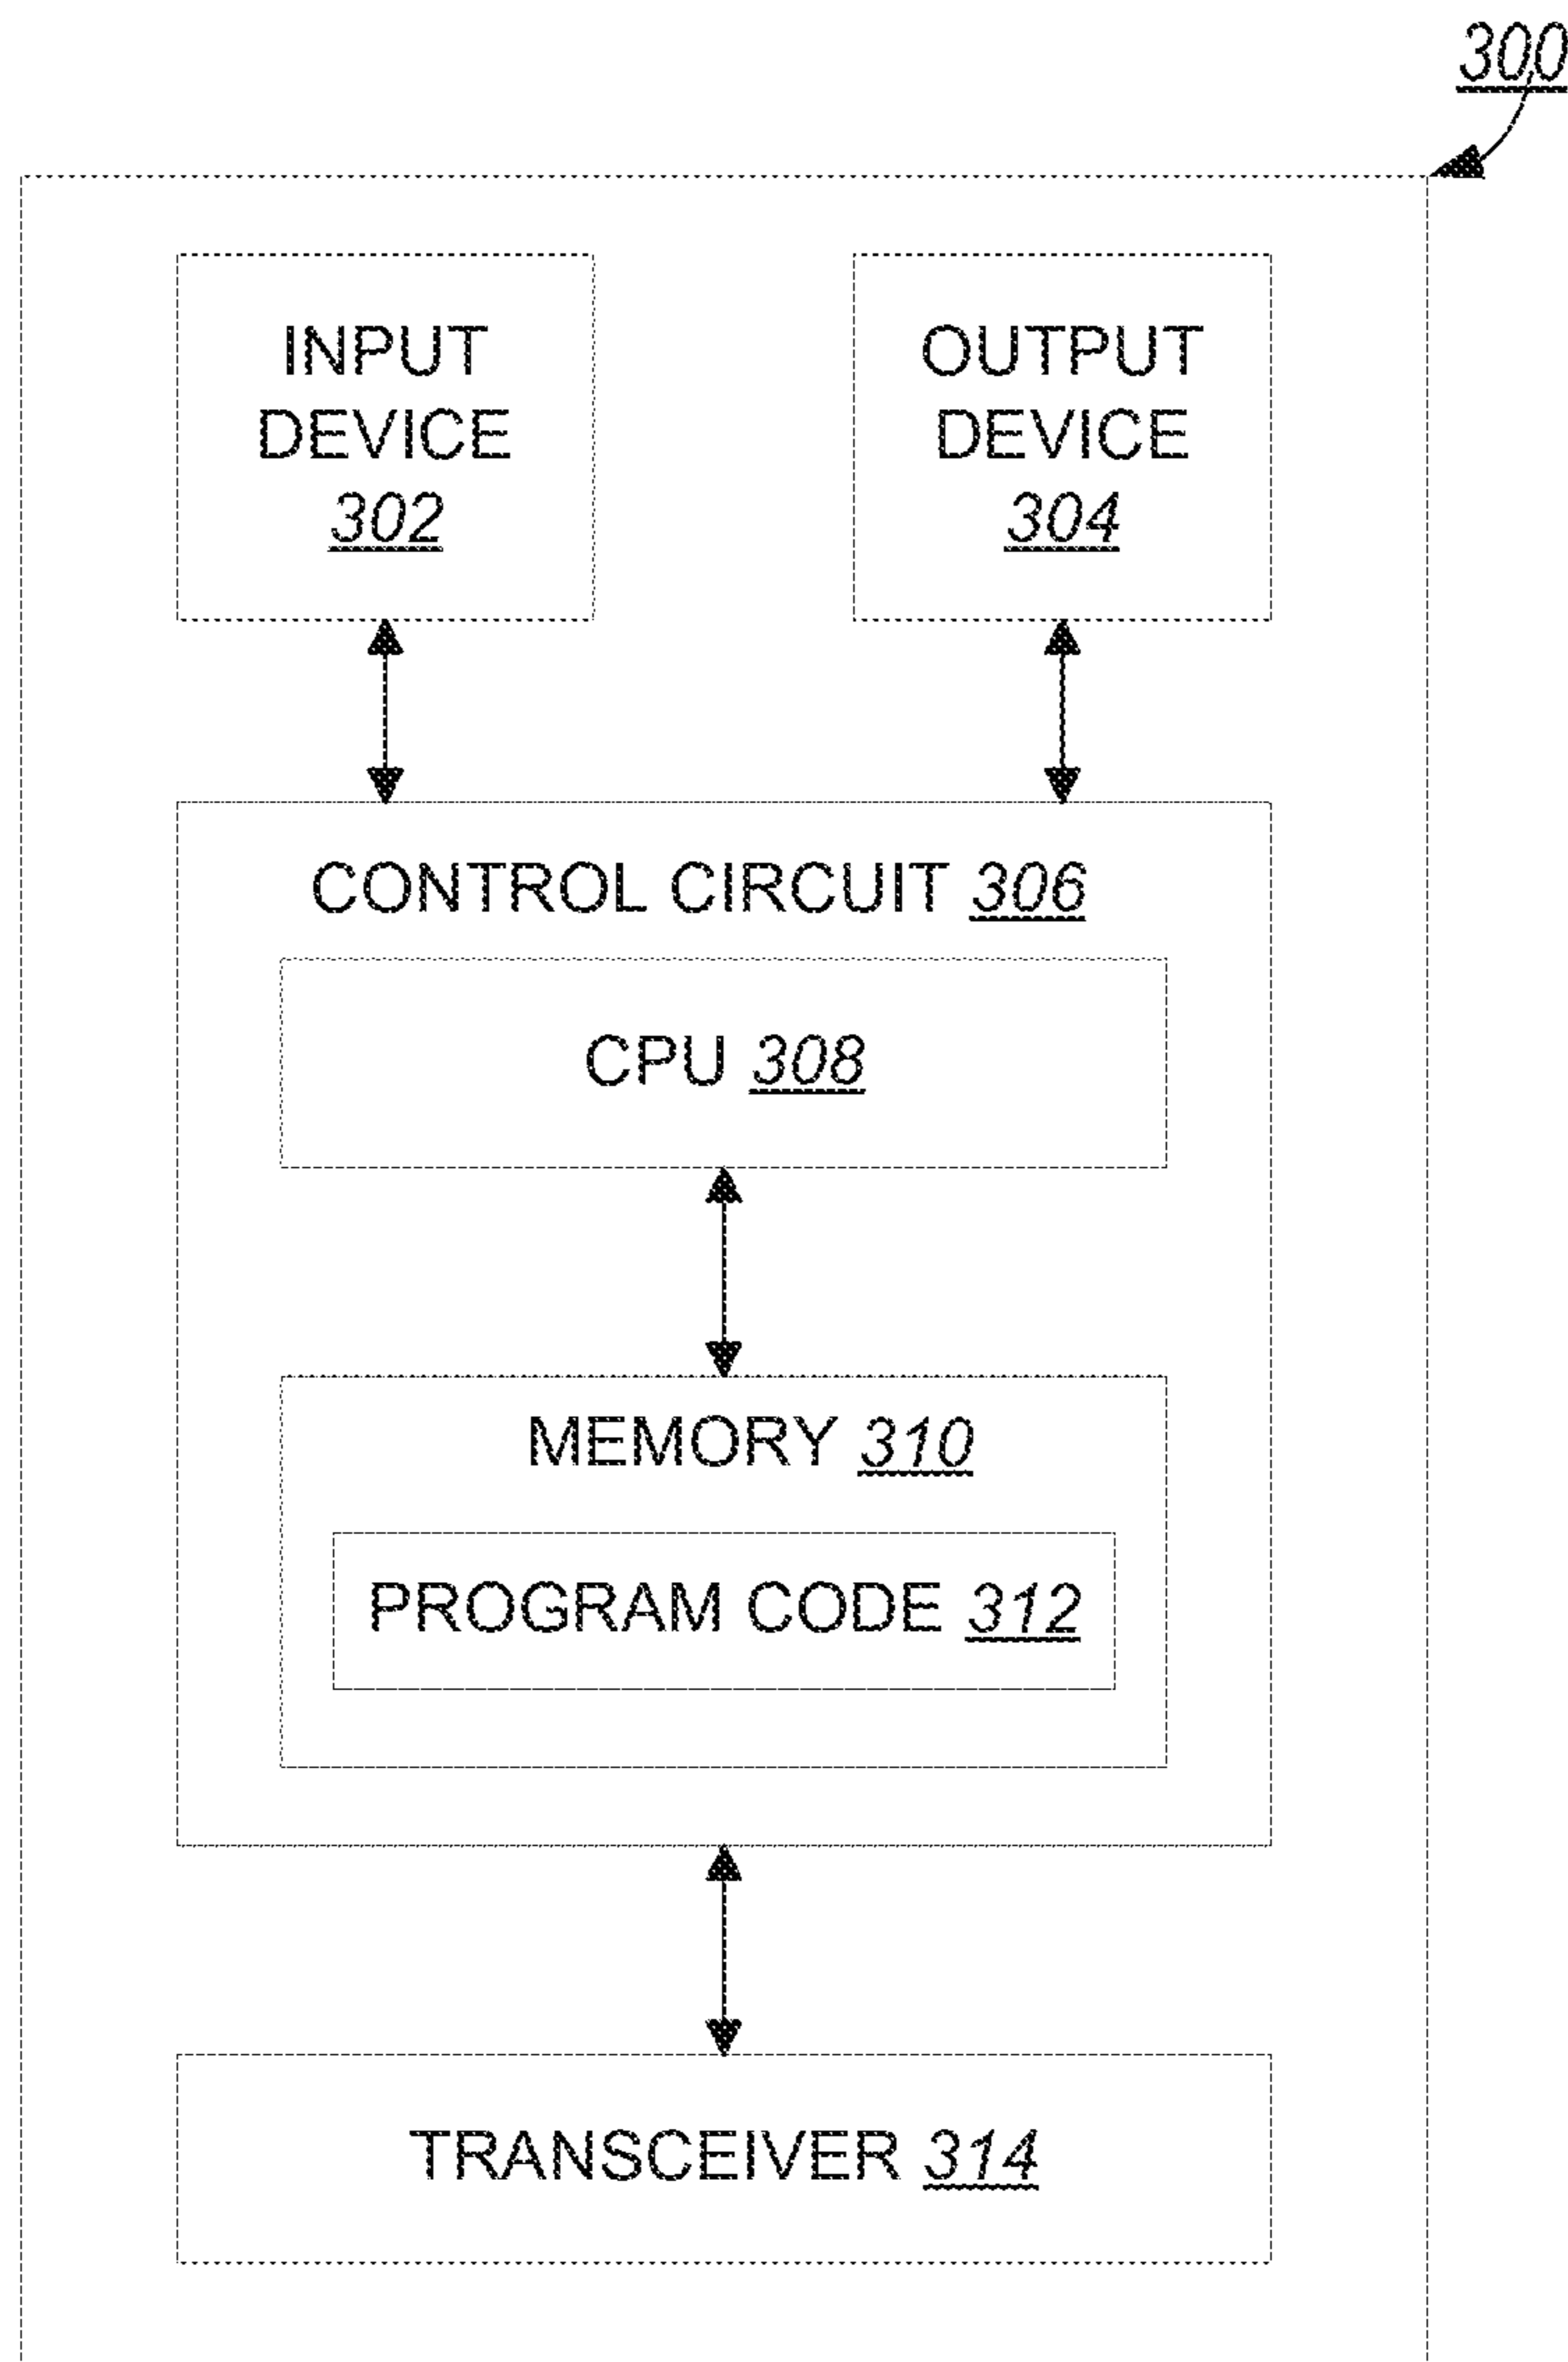 300
INPUT
DEVICE
302
OUTPUT
DEVICE
304
CONTROL CIRCUIT 306
CPU 308
MEMORY 310
PROGRAM CODE 312
TRANSCEIVER 314